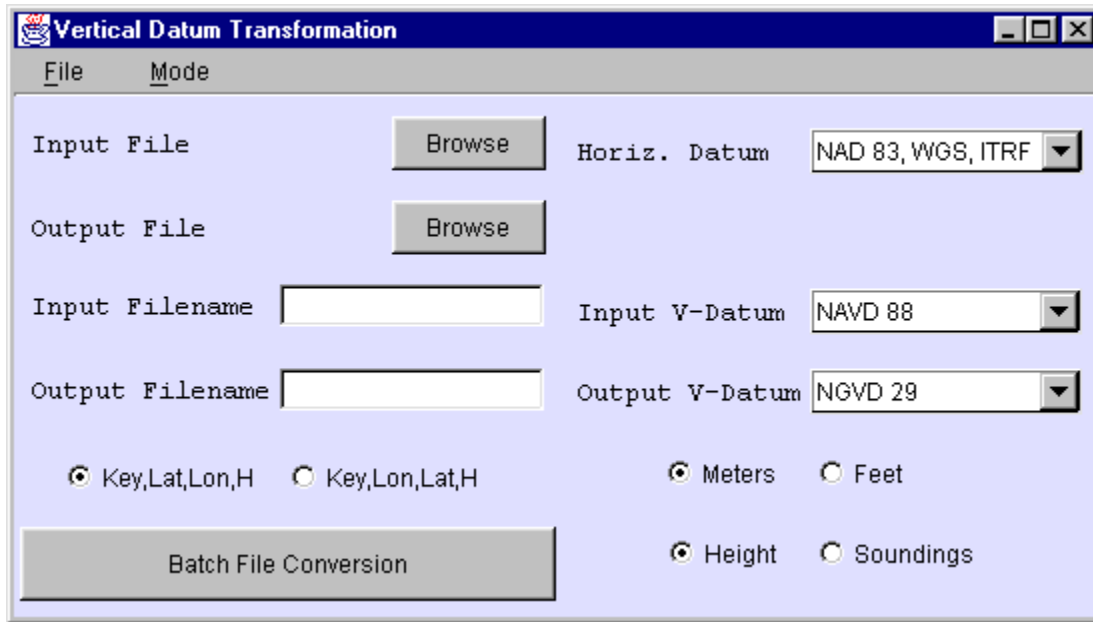 Vertical Datum Transformation
File Mode
Input File Browse Horiz. Datum NAD 83, WGS, ITRF
Output File Browse
Input Filename Input V-Datum NAVD 88
Output Filename Output V-Datum NGVD 29
Key,Lat,Lon,H Key,Lon,Lat,H Meters Feet
Batch File Conversion Height Soundings